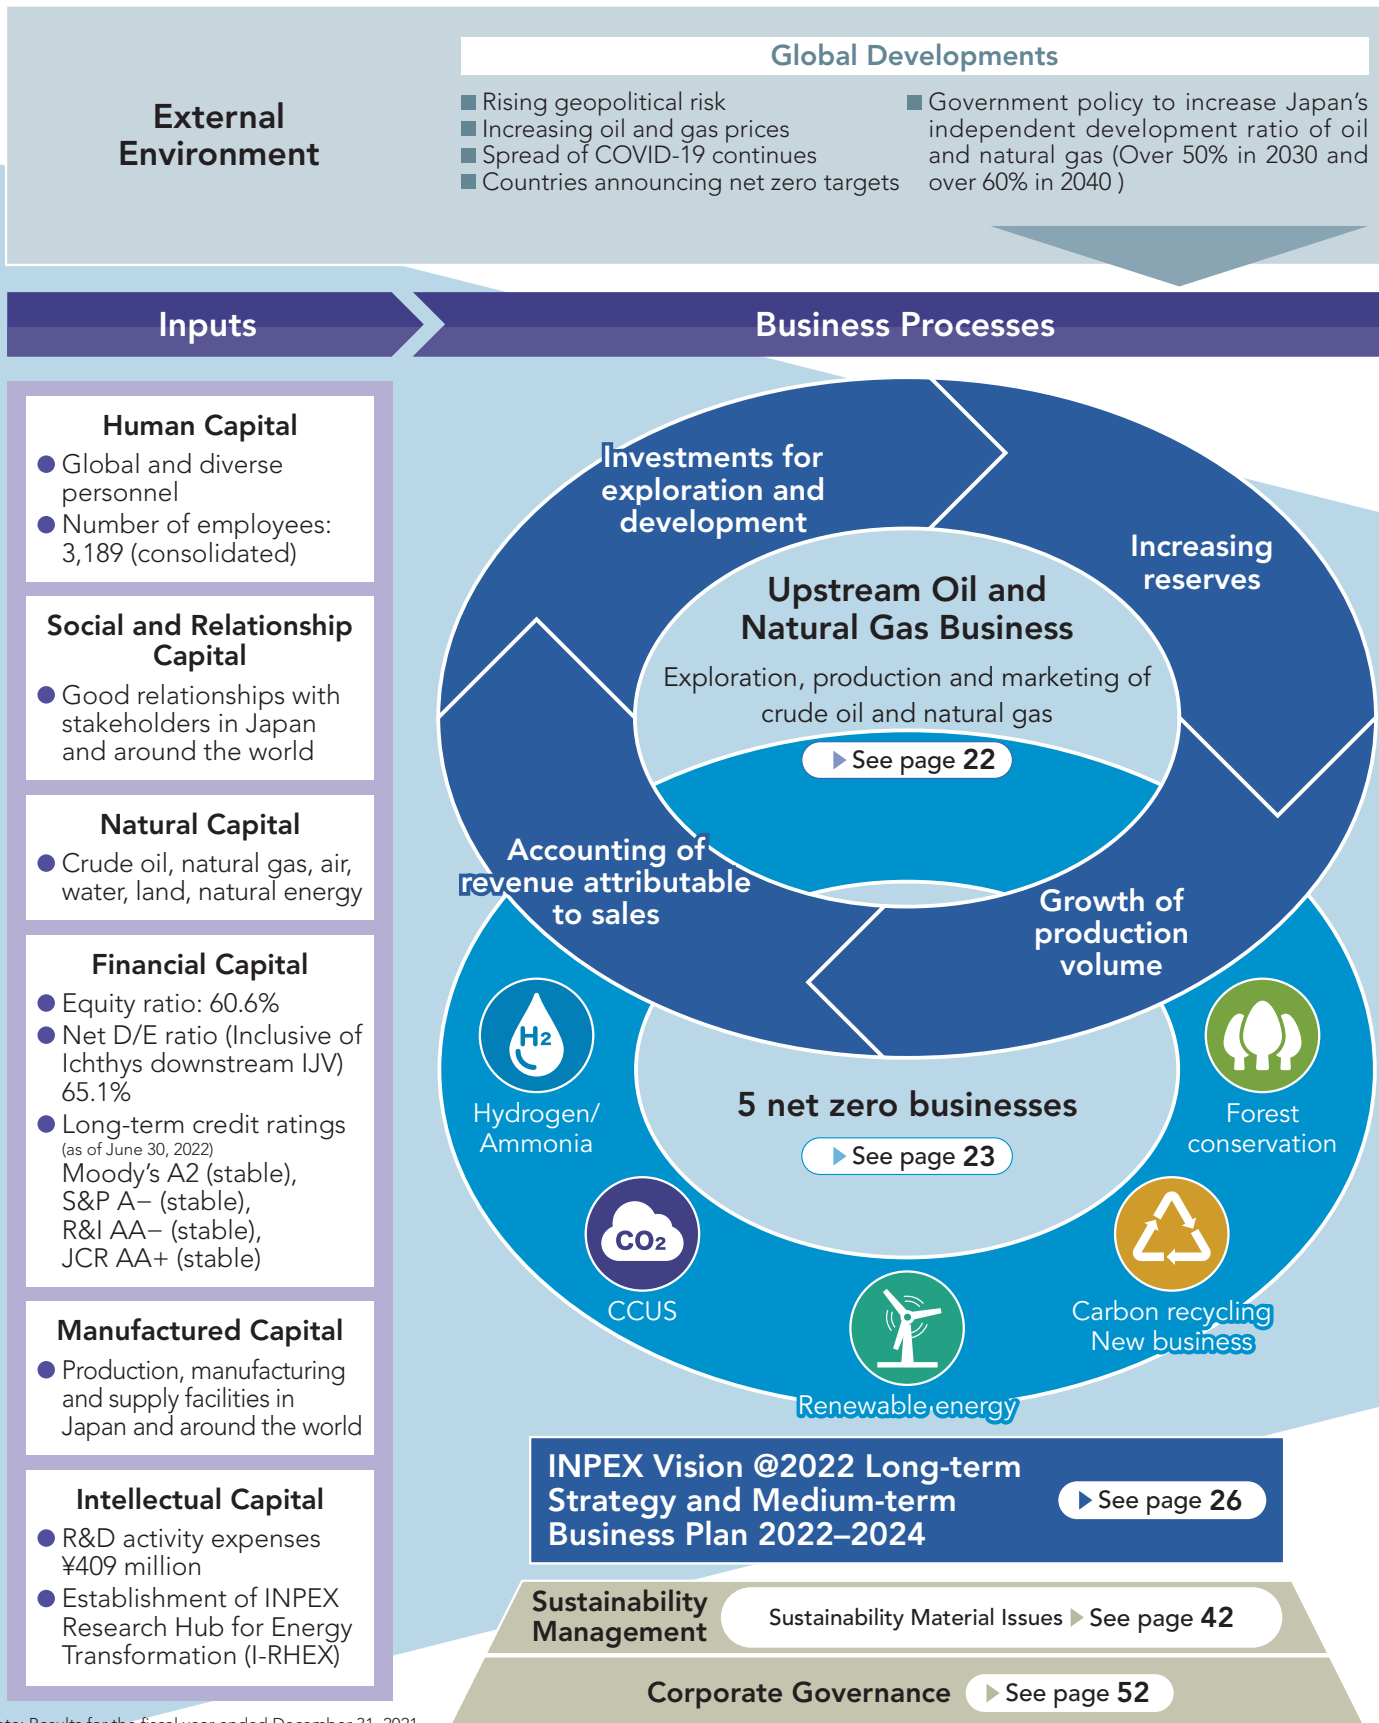 External
Environment
Global Developments
■ Rising geopolitical risk
■ Increasing oil and gas prices
■ Spread of COVID-19 continues
■ Countries announcing net zero targets
■ Government policy to increase Japan's
independent development ratio of oil
and natural gas (Over 50% in 2030 and
over 60% in 2040 )
Inputs
Business Processes
Human Capital
● Global and diverse
personnel
● Number of employees:
3,189 (consolidated)
Social and Relationship
Capital
● Good relationships with
stakeholders in Japan
and around the world
Natural Capital
● Crude oil, natural gas, air,
water, land, natural energy
Financial Capital
● Equity ratio: 60.6%
● Net D/E ratio (Inclusive of
Ichthys downstream IJV)
65.1%
● Long-term credit ratings
(as of June 30, 2022)
Moody's A2 (stable),
S&P A− (stable),
R&I AA− (stable),
JCR AA+ (stable)
Manufactured Capital
● Production, manufacturing
and supply facilities in
Japan and around the world
Intellectual Capital
● R&D activity expenses
¥409 million
● Establishment of INPEX
Research Hub for Energy
Transformation (I-RHEX)
Investments for
exploration and
development
Increasing
reserves
Upstream Oil and
Natural Gas Business
Exploration, production and marketing of
crude oil and natural gas
▶ See page 22
Accounting of
revenue attributable
to sales
Growth of
production
volume
H2
Hydrogen/
Ammonia
5 net zero businesses
▶ See page 23
Forest
conservation
CO2
CCUS
Carbon recycling
New business
Renewable energy
INPEX Vision @2022 Long-term
Strategy and Medium-term
Business Plan 2022–2024
▶ See page 26
Sustainability
Management
Sustainability Material Issues ▶ See page 42
Corporate Governance ▶ See page 52
Results for the fiscal year ended December 31, 2021